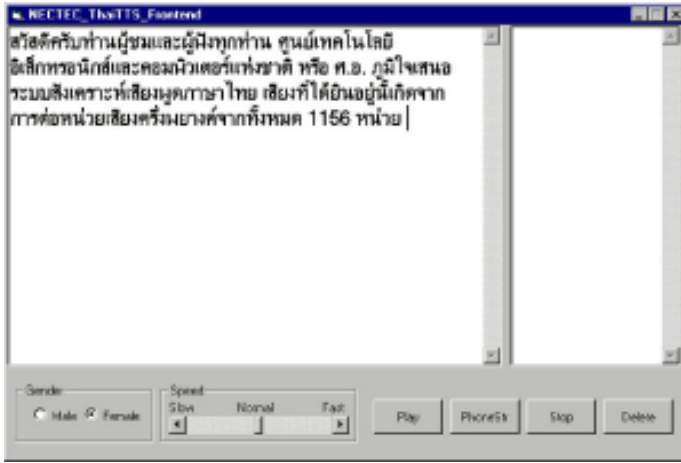 NECTEC_ThaiTTS_Frontend
สวัสดีครับท่านผู้ชมและผู้ฟังทุกท่าน ศูนย์เทคโนโลยี
อิเล็กทรอนิกส์และคอมพิวเตอร์แห่งชาติ หรือ ศ.อ. ภูมิใจเสนอ
ระบบสังเคราะห์เสียงพูดภาษาไทย เสียงที่ได้ยินอยู่นี้เกิดจาก
การต่อหน่วยเสียงครึ่งพยางค์จากทั้งหมด 1156 หน่วย
Gender
Male Female
Speed
Slow Normal Fast
Play PhoneStr Stop Delete